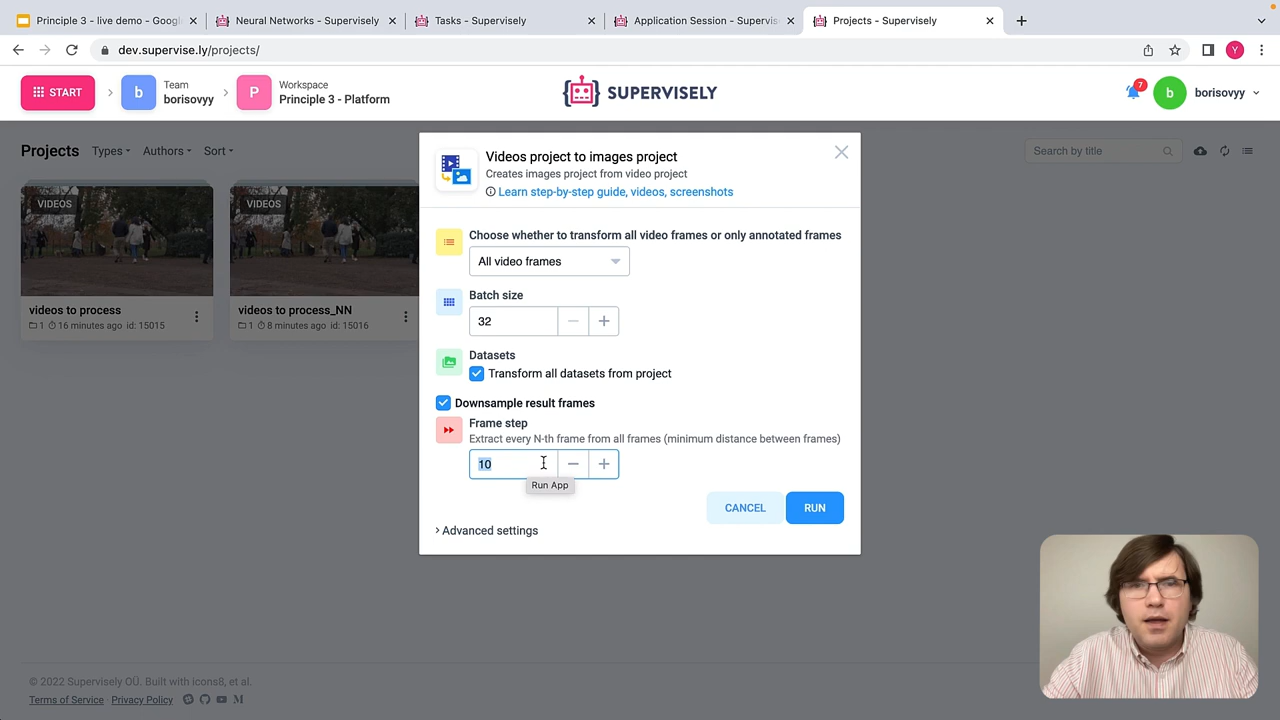 Principle 3 - live demo - Googl
Neural Networks - Supervisely
Tasks - Supervisely
Application Session - Supervis
Projects - Supervisely
dev.supervise.ly/projects/
Y
START
b
Team
borisovyy
P
Workspace
Principle 3 - Platform
SUPERVISELY
7
b
borisovyy
Projects
Types
Authors
Sort
Search by title
VIDEOS
videos to process
1 16 minutes ago id: 15015
VIDEOS
videos to process_NN
1 8 minutes ago id: 15016
Videos project to images project
Creates images project from video project
Learn step-by-step guide, videos, screenshots
Choose whether to transform all video frames or only annotated frames
All video frames
Batch size
32
Datasets
Transform all datasets from project
Downsample result frames
Frame step
Extract every N-th frame from all frames (minimum distance between frames)
10
Run App
CANCEL
RUN
Advanced settings
© 2022 Supervisely OÜ. Built with icons8, et al.
Terms of Service · Privacy Policy